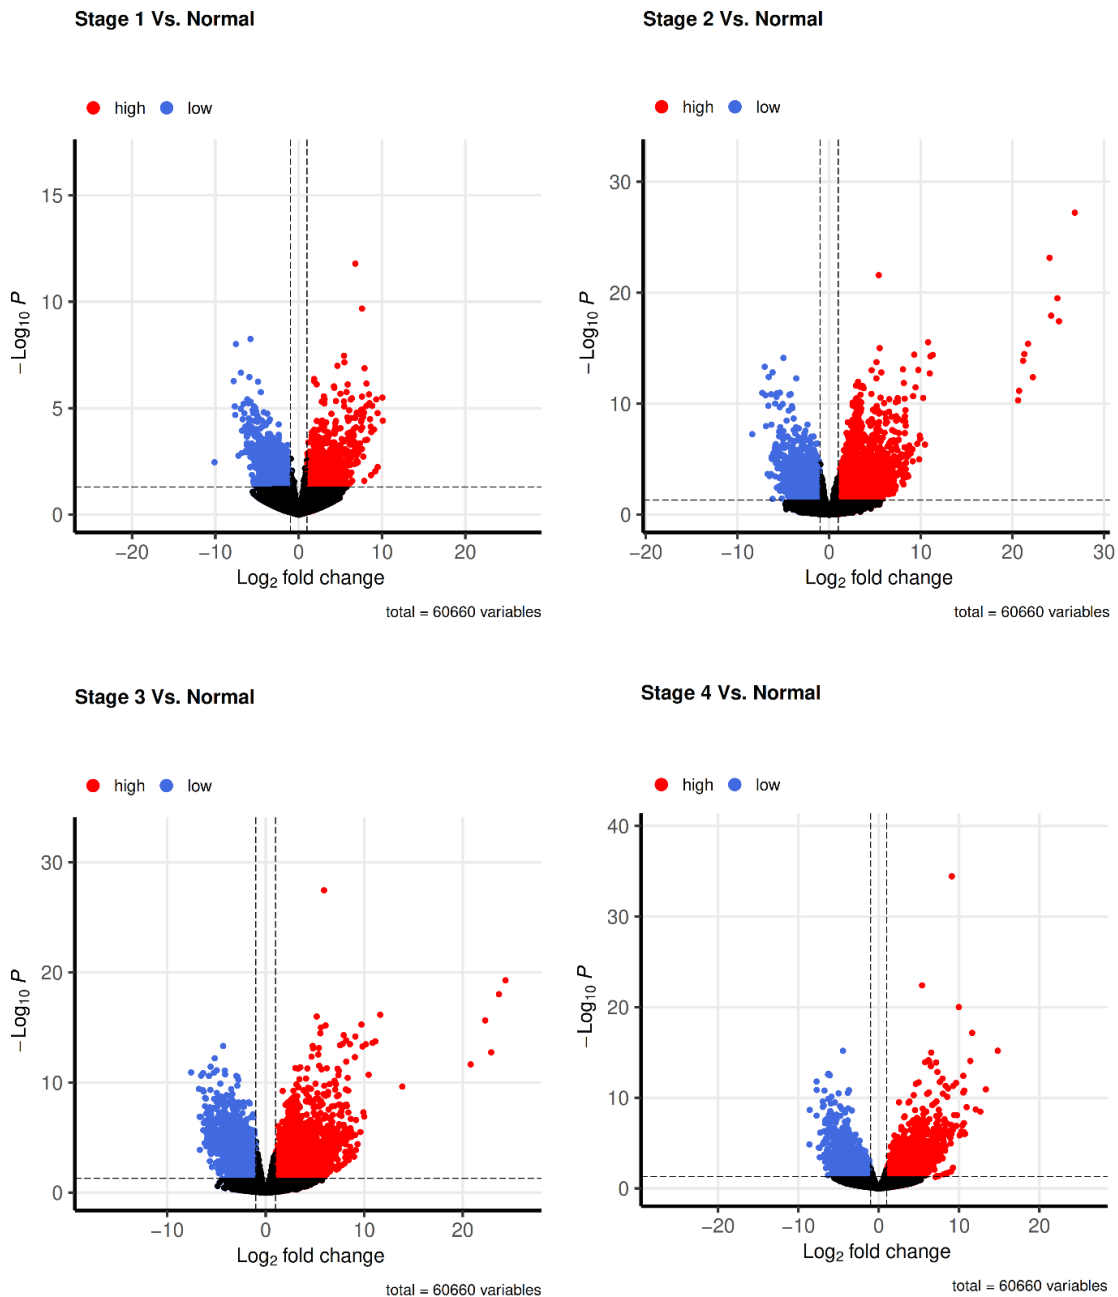 Stage 1 Vs. Normal
high low
15
10
5
0
−Log10 P
−20 −10 0 10 20
Log2 fold change
total = 60660 variables
Stage 2 Vs. Normal
high low
30
20
10
0
−Log10 P
−20 −10 0 10 20 30
Log2 fold change
total = 60660 variables
Stage 3 Vs. Normal
high low
30
20
10
0
−Log10 P
−10 0 10 20
Log2 fold change
total = 60660 variables
Stage 4 Vs. Normal
high low
40
30
20
10
0
−Log10 P
−20 −10 0 10 20
Log2 fold change
total = 60660 variables